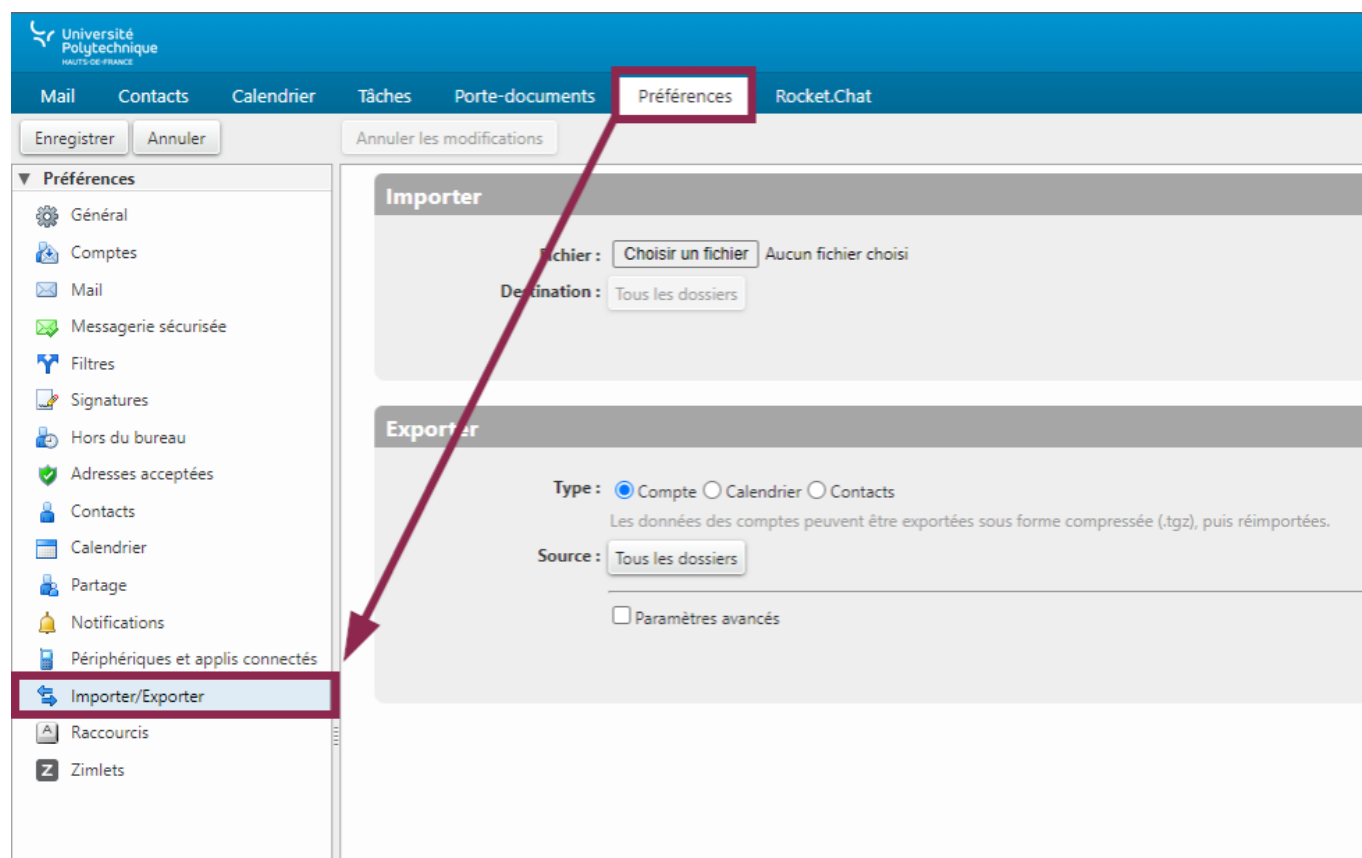 Université
Polytechnique
HAUTS-DE-FRANCE
Mail Contacts Calendrier Tâches Porte-documents Préférences Rocket.Chat
Enregistrer Annuler Annuler les modifications
Préférences
Général
Comptes
Mail
Messagerie sécurisée
Filtres
Signatures
Hors du bureau
Adresses acceptées
Contacts
Calendrier
Partage
Notifications
Périphériques et applis connectés
Importer/Exporter
Raccourcis
Zimlets
Importer
Fichier : Choisir un fichier Aucun fichier choisi
Destination : Tous les dossiers
Exporter
Type : Compte Calendrier Contacts
Les données des comptes peuvent être exportées sous forme compressée (.tgz), puis réimportées.
Source : Tous les dossiers
Paramètres avancés